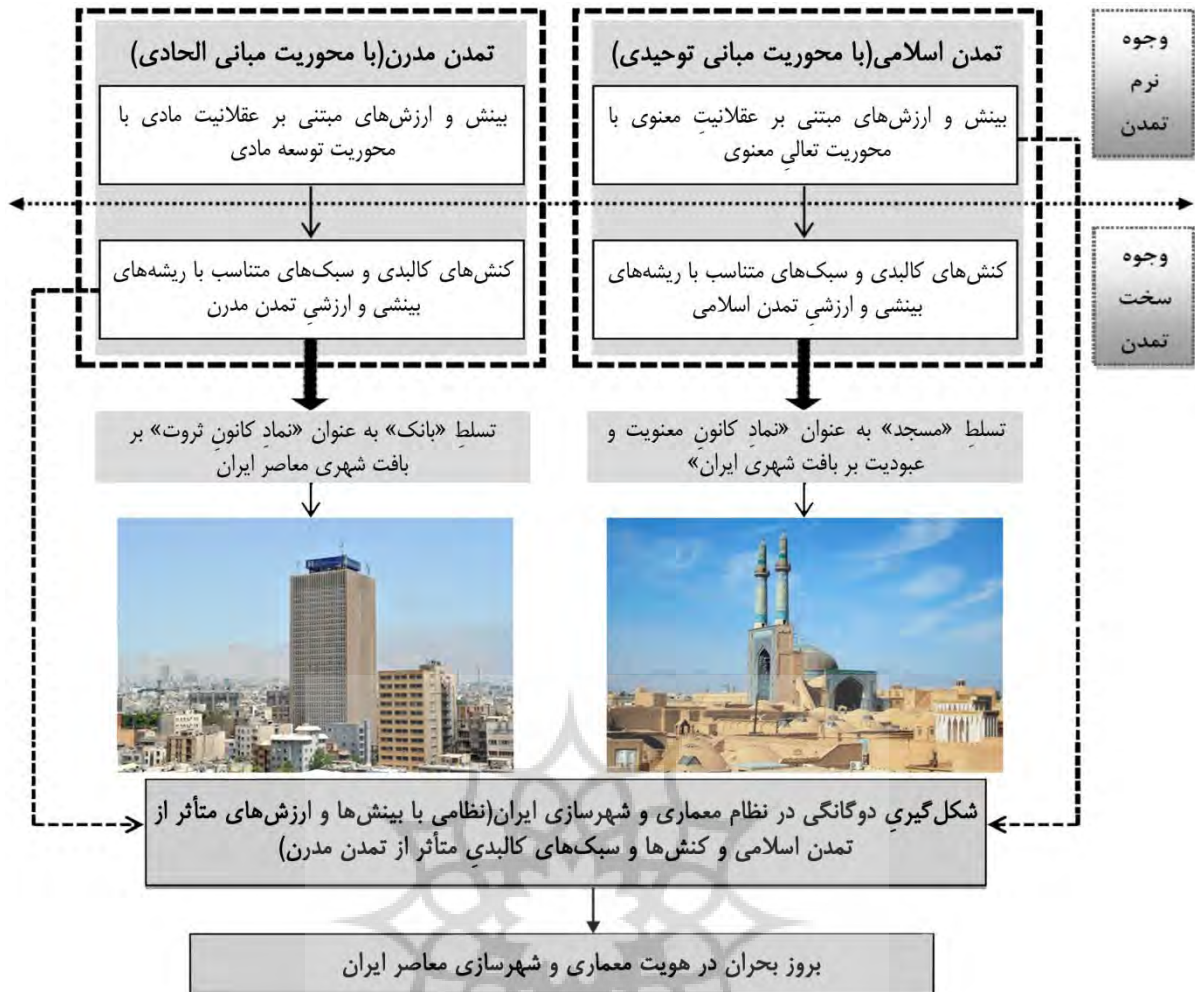 وجوه
نرم
تمدن
تمدن اسلامی(با محوریت مبانی توحیدی)
بینش و ارزش‌های مبتنی بر عقلانیتِ معنوی با
محوریت تعالیِ معنوی
تمدن مدرن(با محوریت مبانی الحادی)
بینش و ارزش‌های مبتنی بر عقلانیت مادی با
محوریت توسعه مادی
وجوه
سخت
تمدن
کنش‌های کالبدی و سبک‌های متناسب با ریشه‌های
بینشی و ارزشیِ تمدن اسلامی
کنش‌های کالبدی و سبک‌های متناسب با ریشه‌های
بینشی و ارزشیِ تمدن مدرن
تسلطِ «مسجد» به عنوان «نمادِ کانونِ معنویت و
عبودیت بر بافت شهری ایران»
تسلطِ «بانک» به عنوان «نمادِ کانونِ ثروت» بر
بافت شهری معاصر ایران
شکل‌گیریِ دوگانگی در نظام معماری و شهرسازی ایران(نظامی با بینش‌ها و ارزش‌های متأثر از
تمدن اسلامی و کنش‌ها و سبک‌های کالبدیِ متأثر از تمدن مدرن)
بروز بحران در هویت معماری و شهرسازی معاصر ایران